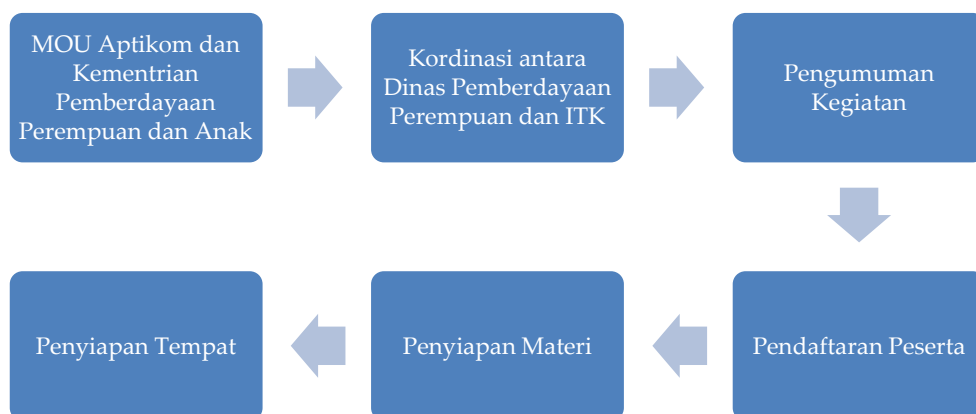 MOU Aptikom dan
Kementrian
Pemberdayaan
Perempuan dan Anak
Kordinasi antara
Dinas Pemberdayaan
Perempuan dan ITK
Pengumuman
Kegiatan
Pendaftaran Peserta
Penyiapan Materi
Penyiapan Tempat